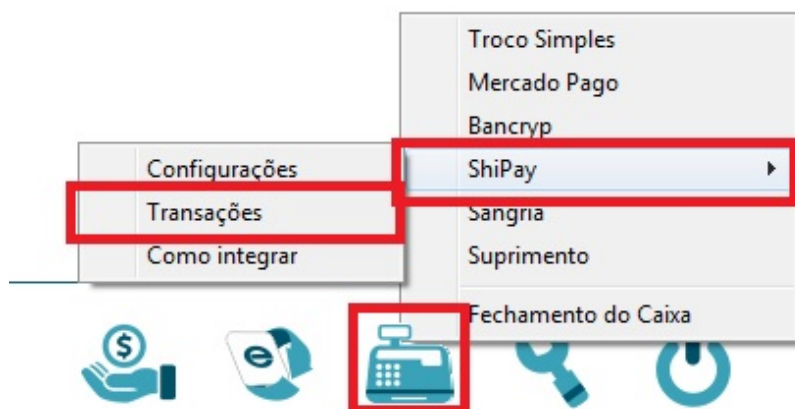 Troco Simples
Mercado Pago
Bancryp
ShiPay
Sangria
Suprimento
Fechamento do Caixa
Configurações
Transações
Como integrar
$
e